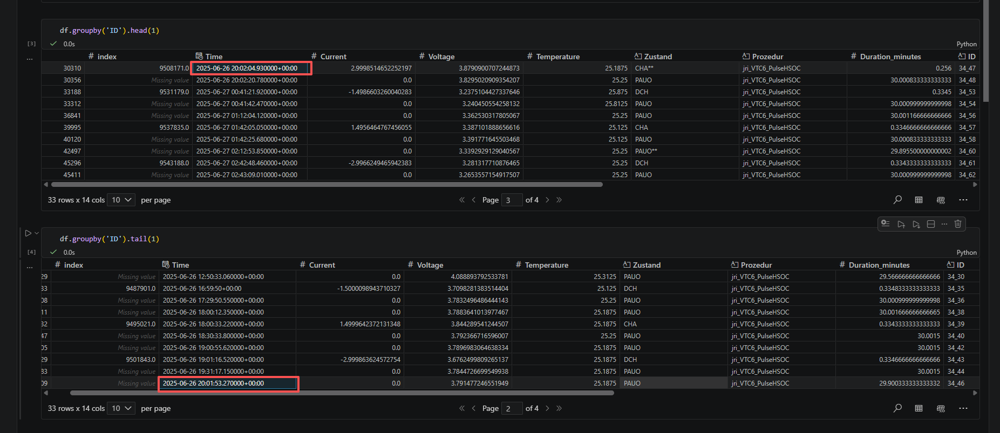 df.groupby('ID').head(1)
[3] 0.0s Python
# index Time # Current # Voltage # Temperature Zustand Prozedur # Duration_minutes ID
30310 9508171.0 2025-06-26 20:02:04.930000+00:00 2.9998514652252197 3.8790900707244873 25.1875 CHA** jri_VTC6_PulseHSOC 0.256 34_47
30356 Missing value 2025-06-26 20:02:20.780000+00:00 0.0 3.8295020909354207 25.25 PAUO jri_VTC6_PulseHSOC 30.000833333333333 34_48
33188 9531179.0 2025-06-27 00:41:21.920000+00:00 -1.4986603260040283 3.2375104427337646 25.875 DCH jri_VTC6_PulseHSOC 0.3345 34_53
33312 Missing value 2025-06-27 00:41:42.470000+00:00 0.0 3.240450554258132 25.8125 PAUO jri_VTC6_PulseHSOC 30.000999999999998 34_54
36841 Missing value 2025-06-27 01:12:04.120000+00:00 0.0 3.362530317805067 25.25 PAUO jri_VTC6_PulseHSOC 30.001166666666666 34_56
39995 9537835.0 2025-06-27 01:42:05.050000+00:00 1.4956464767456055 3.387101888656616 25.125 CHA jri_VTC6_PulseHSOC 0.3346666666666666 34_57
40120 Missing value 2025-06-27 01:42:25.680000+00:00 0.0 3.391771645503468 25.125 PAUO jri_VTC6_PulseHSOC 30.000833333333333 34_58
42497 Missing value 2025-06-27 02:12:53.850000+00:00 0.0 3.3392929129040567 25.25 PAUO** jri_VTC6_PulseHSOC 29.895500000000002 34_60
45296 9543188.0 2025-06-27 02:42:48.460000+00:00 -2.9966249465942383 3.281317710876465 25.25 DCH jri_VTC6_PulseHSOC 0.3343333333333333 34_61
45411 Missing value 2025-06-27 02:43:09.010000+00:00 0.0 3.2653557154917507 25.25 PAUO jri_VTC6_PulseHSOC 30.000999999999998 34_62
33 rows x 14 cols 10 per page Page 3 of 4
df.groupby('ID').tail(1)
[4] 0.0s Python
# index Time # Current # Voltage # Temperature Zustand Prozedur # Duration_minutes ID
29 Missing value 2025-06-26 12:50:33.060000+00:00 0.0 4.088893792533781 25.3125 PAUO jri_VTC6_PulseHSOC 29.566666666666666 34_30
33 9487901.0 2025-06-26 16:59:50+00:00 -1.5000098943710327 3.7098281383514404 25.125 DCH jri_VTC6_PulseHSOC 0.3348333333333333 34_35
08 Missing value 2025-06-26 17:29:50.550000+00:00 0.0 3.7832496486444143 25.25 PAUO jri_VTC6_PulseHSOC 30.000999999999998 34_36
11 Missing value 2025-06-26 18:00:12.350000+00:00 0.0 3.7883641013977467 25.1875 PAUO jri_VTC6_PulseHSOC 30.001666666666665 34_38
32 9495021.0 2025-06-26 18:00:33.220000+00:00 1.4999642372131348 3.844289541244507 25.1875 CHA jri_VTC6_PulseHSOC 0.3343333333333333 34_39
47 Missing value 2025-06-26 18:30:33.800000+00:00 0.0 3.792366716596007 25.25 PAUO jri_VTC6_PulseHSOC 30.0015 34_40
05 Missing value 2025-06-26 19:00:55.620000+00:00 0.0 3.7896983064638334 25.1875 PAUO jri_VTC6_PulseHSOC 30.0015 34_42
29 9501843.0 2025-06-26 19:01:16.520000+00:00 -2.999863624572754 3.6762499809265137 25.1875 DCH jri_VTC6_PulseHSOC 0.3346666666666666 34_43
83 Missing value 2025-06-26 19:31:17.150000+00:00 0.0 3.7844726699549938 25.1875 PAUO jri_VTC6_PulseHSOC 30.0015 34_44
09 Missing value 2025-06-26 20:01:53.270000+00:00 0.0 3.791477246551949 25.1875 PAUO jri_VTC6_PulseHSOC 29.900333333333332 34_46
33 rows x 14 cols 10 per page Page 2 of 4